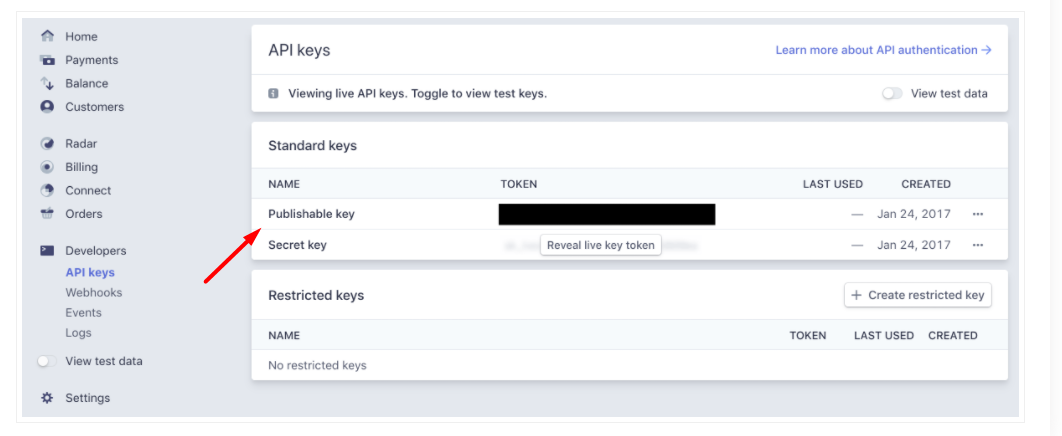 Home
Payments
Balance
Customers
Radar
Billing
Connect
Orders
Developers
API keys
Webhooks
Events
Logs
View test data
Settings
API keys
Learn more about API authentication →
Viewing live API keys. Toggle to view test keys.
View test data
Standard keys
NAME TOKEN LAST USED CREATED
Publishable key — Jan 24, 2017 •••
Secret key Reveal live key token — Jan 24, 2017 •••
Restricted keys
+ Create restricted key
NAME TOKEN LAST USED CREATED
No restricted keys